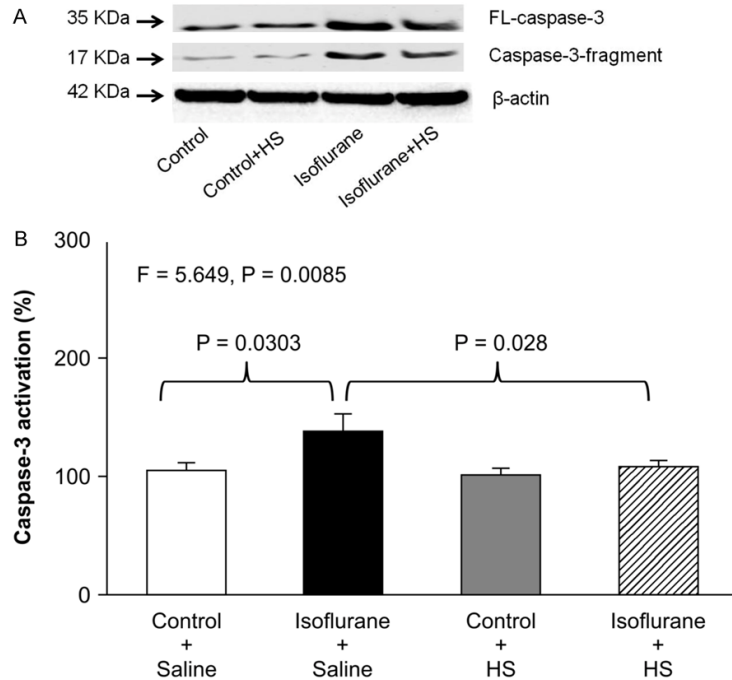 A
35 KDa → FL-caspase-3
17 KDa → Caspase-3-fragment
42 KDa → β-actin
Control
Control+HS
Isoflurane
Isoflurane+HS
B
Caspase-3 activation (%)
300
200
100
0
F = 5.649, P = 0.0085
P = 0.0303
P = 0.028
Control
+
Saline
Isoflurane
+
Saline
Control
+
HS
Isoflurane
+
HS